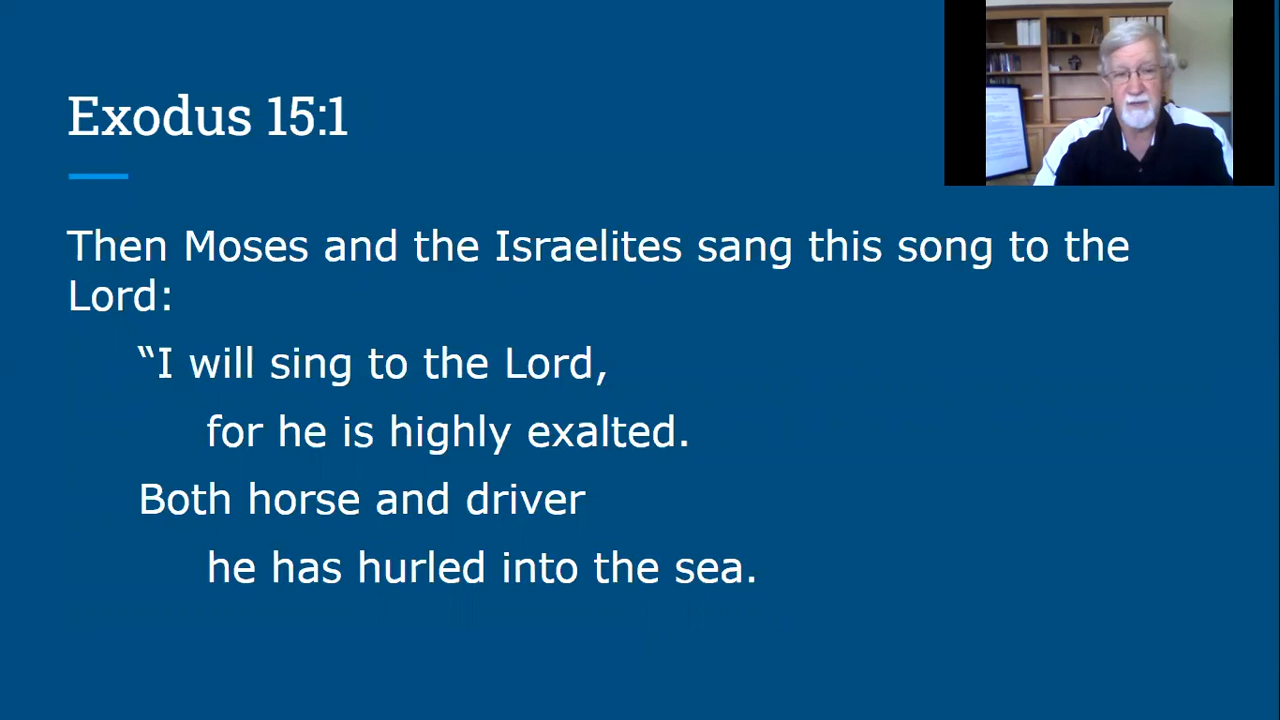 Exodus 15:1
Then Moses and the Israelites sang this song to the
Lord:
“I will sing to the Lord,
for he is highly exalted.
Both horse and driver
he has hurled into the sea.